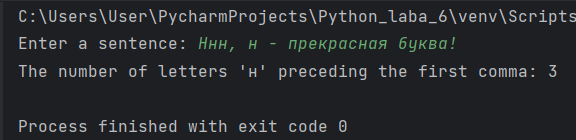 C:\Users\User\PycharmProjects\Python_laba_6\venv\Scripts
Enter a sentence: Ннн, н - прекрасная буква!
The number of letters 'н' preceding the first comma: 3
Process finished with exit code 0